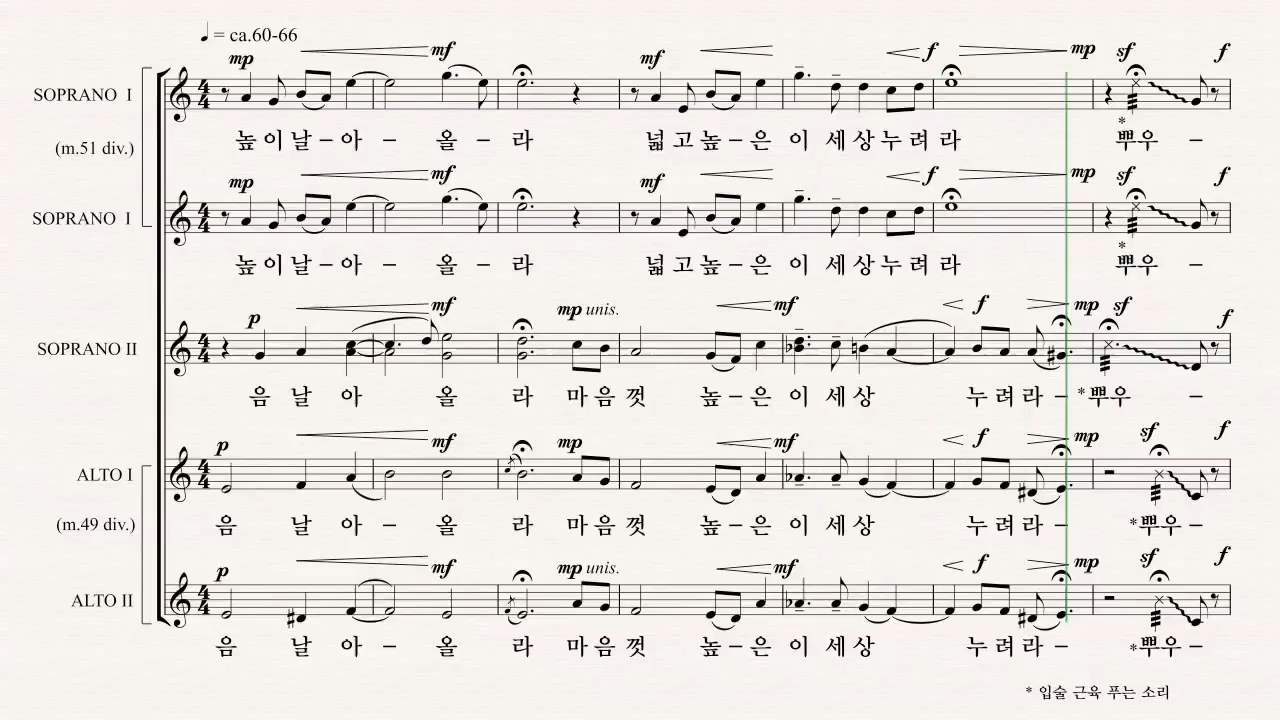 ♩ = ca.60-66
mp mf mf f mp sf f
SOPRANO I
높 이 날 – 아 – 올 – 라 넓 고 높 – 은 이 세 상 누 려 라 * 뿌우 –
(m.51 div.)
mp mf mf f mp sf f
SOPRANO I
높 이 날 – 아 – 올 – 라 넓 고 높 – 은 이 세 상 누 려 라 * 뿌우 –
p mf mp unis. mf f mp sf f
SOPRANO II
음 날 아 올 라 마 음 껏 높 – 은 이 세 상 누 려 라 – *뿌우 –
p mf mp mf f mp sf f
ALTO I
음 날 아 – 올 라 마 음 껏 높 – 은 이 세 상 누 려 라 – *뿌우 –
(m.49 div.)
p mf mp unis. mf f mp sf f
ALTO II
음 날 아 – 올 라 마 음 껏 높 – 은 이 세 상 누 려 라 – *뿌우 –
* 입술 근육 푸는 소리